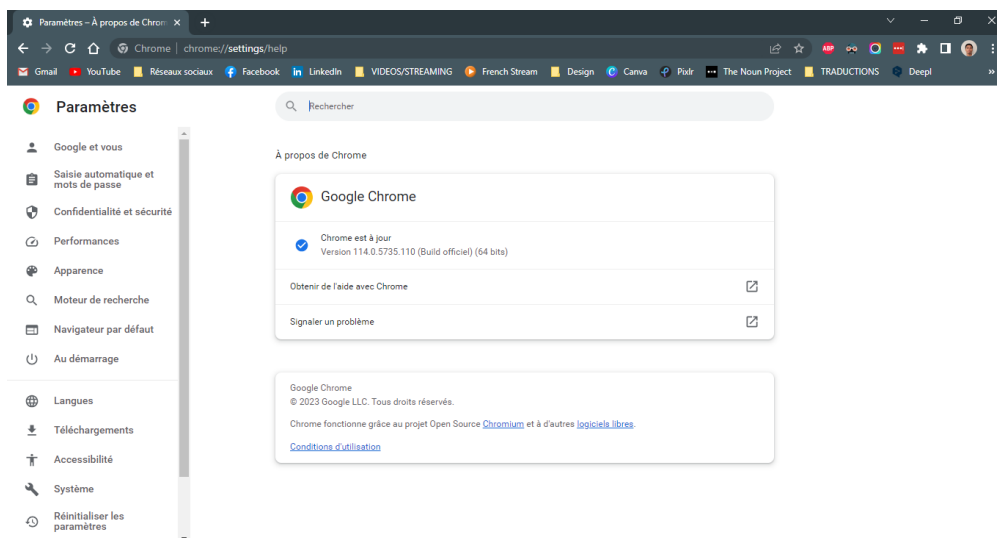 Paramètres – À propos de Chrom
Chrome | chrome://settings/help
ABP
Gmail YouTube Réseaux sociaux Facebook LinkedIn VIDEOS/STREAMING French Stream Design Canva Pixlr The Noun Project TRADUCTIONS Deepl »
Paramètres
Rechercher
Google et vous
Saisie automatique et
mots de passe
Confidentialité et sécurité
Performances
Apparence
Moteur de recherche
Navigateur par défaut
Au démarrage
Langues
Téléchargements
Accessibilité
Système
Réinitialiser les
paramètres
À propos de Chrome
Google Chrome
Chrome est à jour
Version 114.0.5735.110 (Build officiel) (64 bits)
Obtenir de l'aide avec Chrome
Signaler un problème
Google Chrome
© 2023 Google LLC. Tous droits réservés.
Chrome fonctionne grâce au projet Open Source Chromium et à d'autres logiciels libres.
Conditions d'utilisation